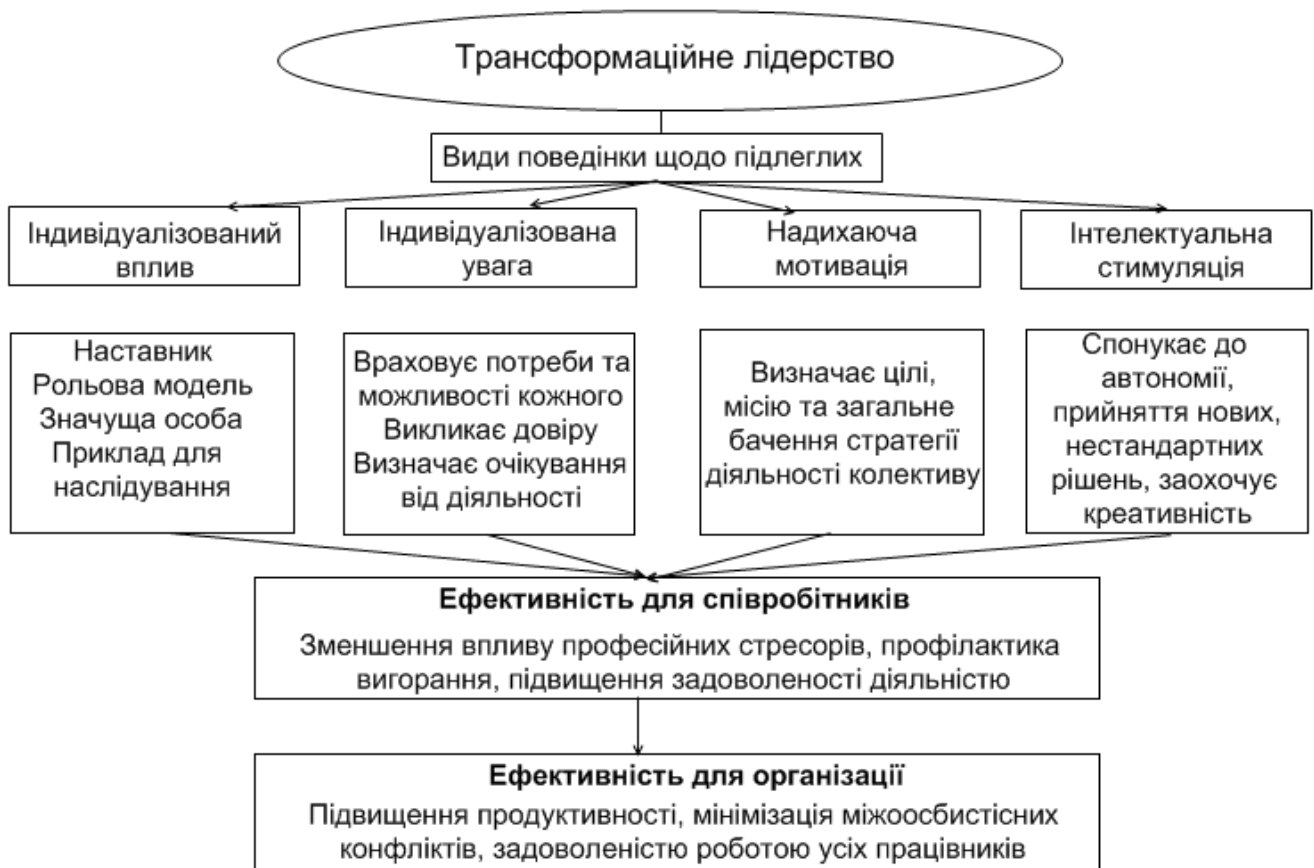 Трансформаційне лідерство
Види поведінки щодо підлеглих
Індивідуалізований
вплив
Індивідуалізована
увага
Надихаюча
мотивація
Інтелектуальна
стимуляція
Наставник
Рольова модель
Значуща особа
Приклад для
наслідування
Враховує потреби та
можливості кожного
Викликає довіру
Визначає очікування
від діяльності
Визначає цілі,
місію та загальне
бачення стратегії
діяльності колективу
Спонукає до
автономії,
прийняття нових,
нестандартних
рішень, заохочує
креативність
Ефективність для співробітників
Зменшення впливу професійних стресорів, профілактика
вигорання, підвищення задоволеності діяльністю
Ефективність для організації
Підвищення продуктивності, мінімізація міжоосбистісних
конфліктів, задоволеністю роботою усіх працівників